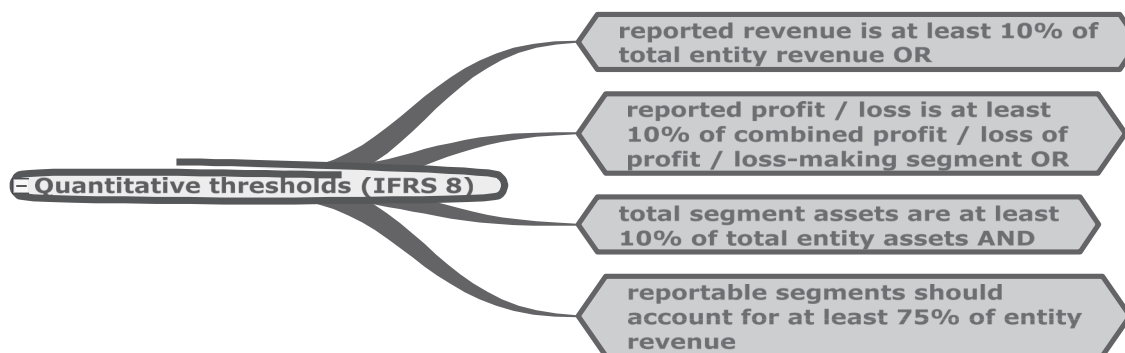 reported revenue is at least 10% of
total entity revenue OR
reported profit / loss is at least
10% of combined profit / loss of
profit / loss-making segment OR
Quantitative thresholds (IFRS 8)
total segment assets are at least
10% of total entity assets AND
reportable segments should
account for at least 75% of entity
revenue